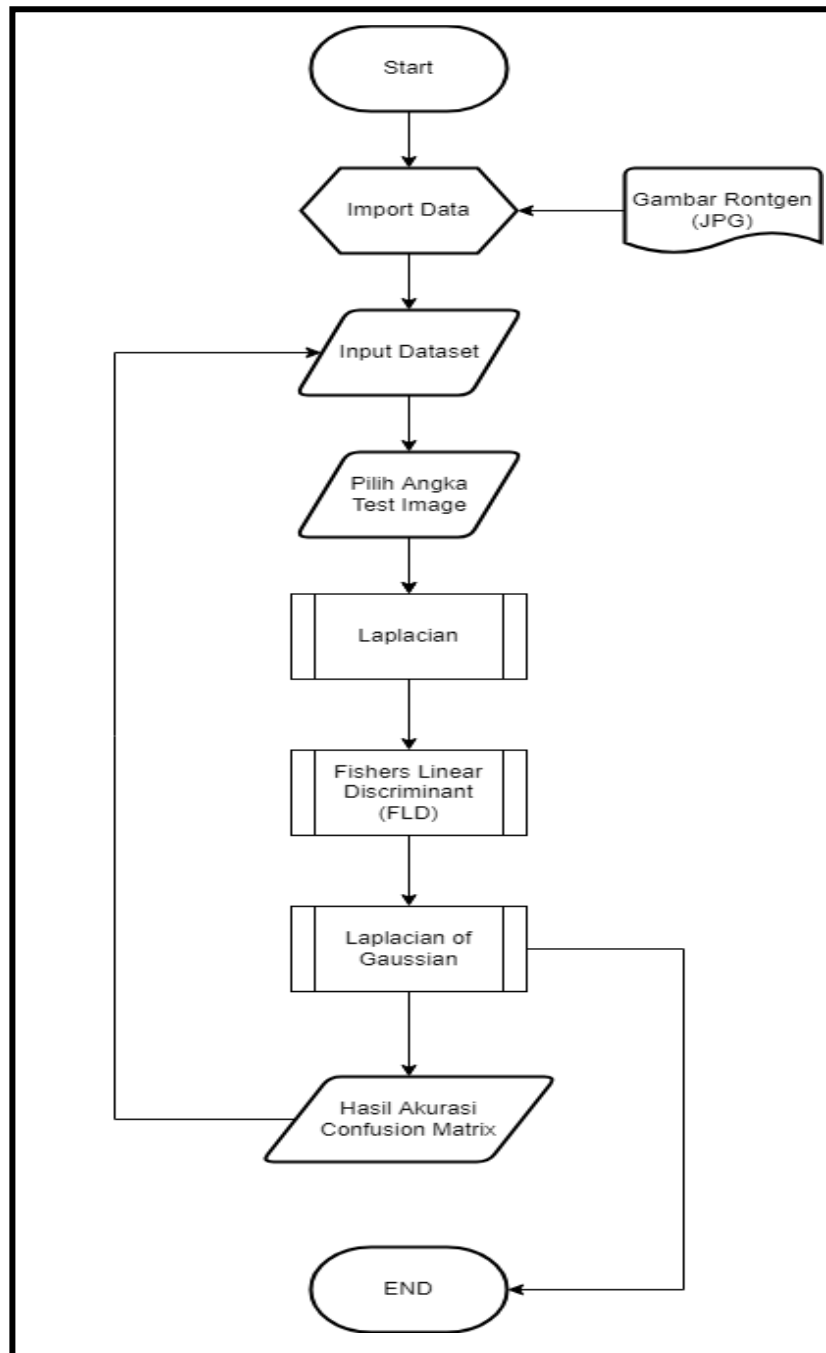 Start
Import Data
Gambar Rontgen
(JPG)
Input Dataset
Pilih Angka
Test Image
Laplacian
Fishers Linear
Discriminant
(FLD)
Laplacian of
Gaussian
Hasil Akurasi
Confusion Matrix
END